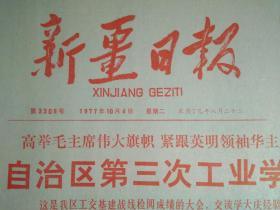 新疆日报
XINJIANG GEZITI
第3309号 1977年10月4日 星期二
高举毛主席伟大旗帜 紧跟英明领袖华主
自治区第三次工业学
这是我区工交基建战线检阅成绩的大会、交流学大庆经验